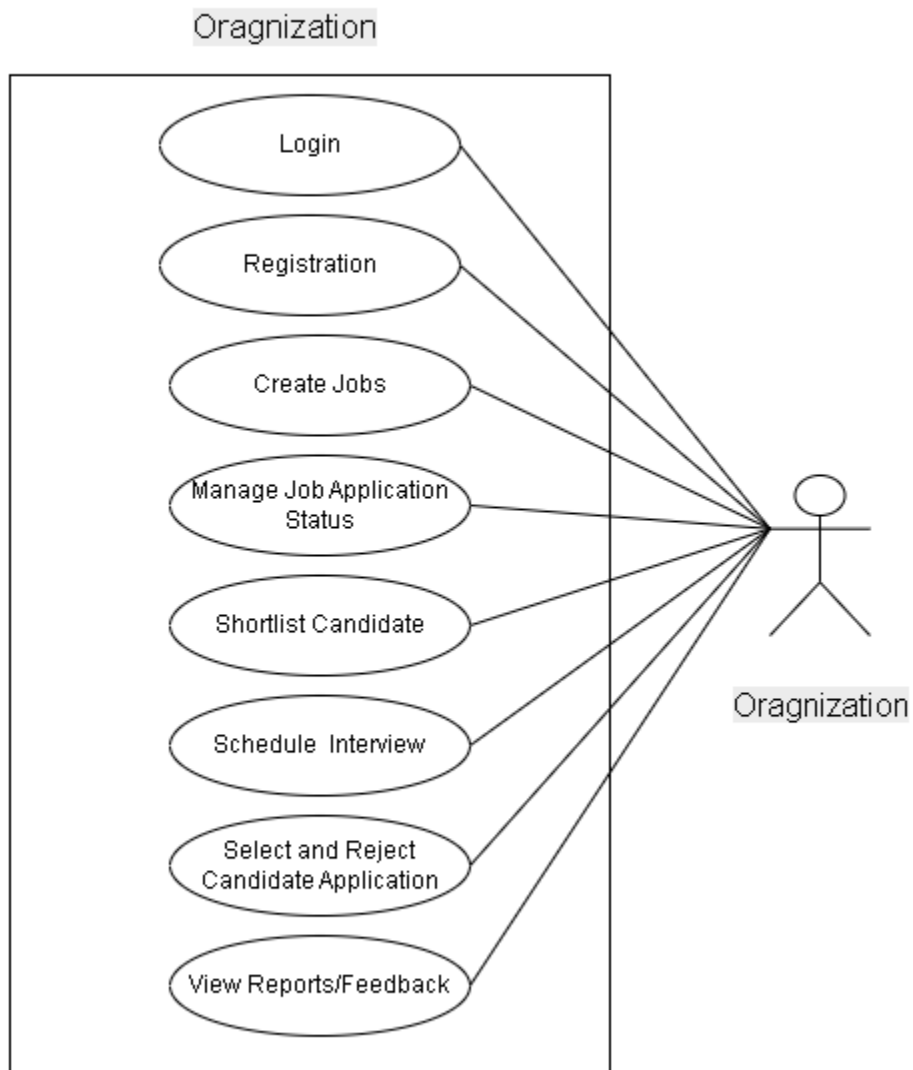 Oragnization
Login
Registration
Create Jobs
Manage Job Application
Status
Shortlist Candidate
Schedule Interview
Select and Reject
Candidate Application
View Reports/Feedback
Oragnization